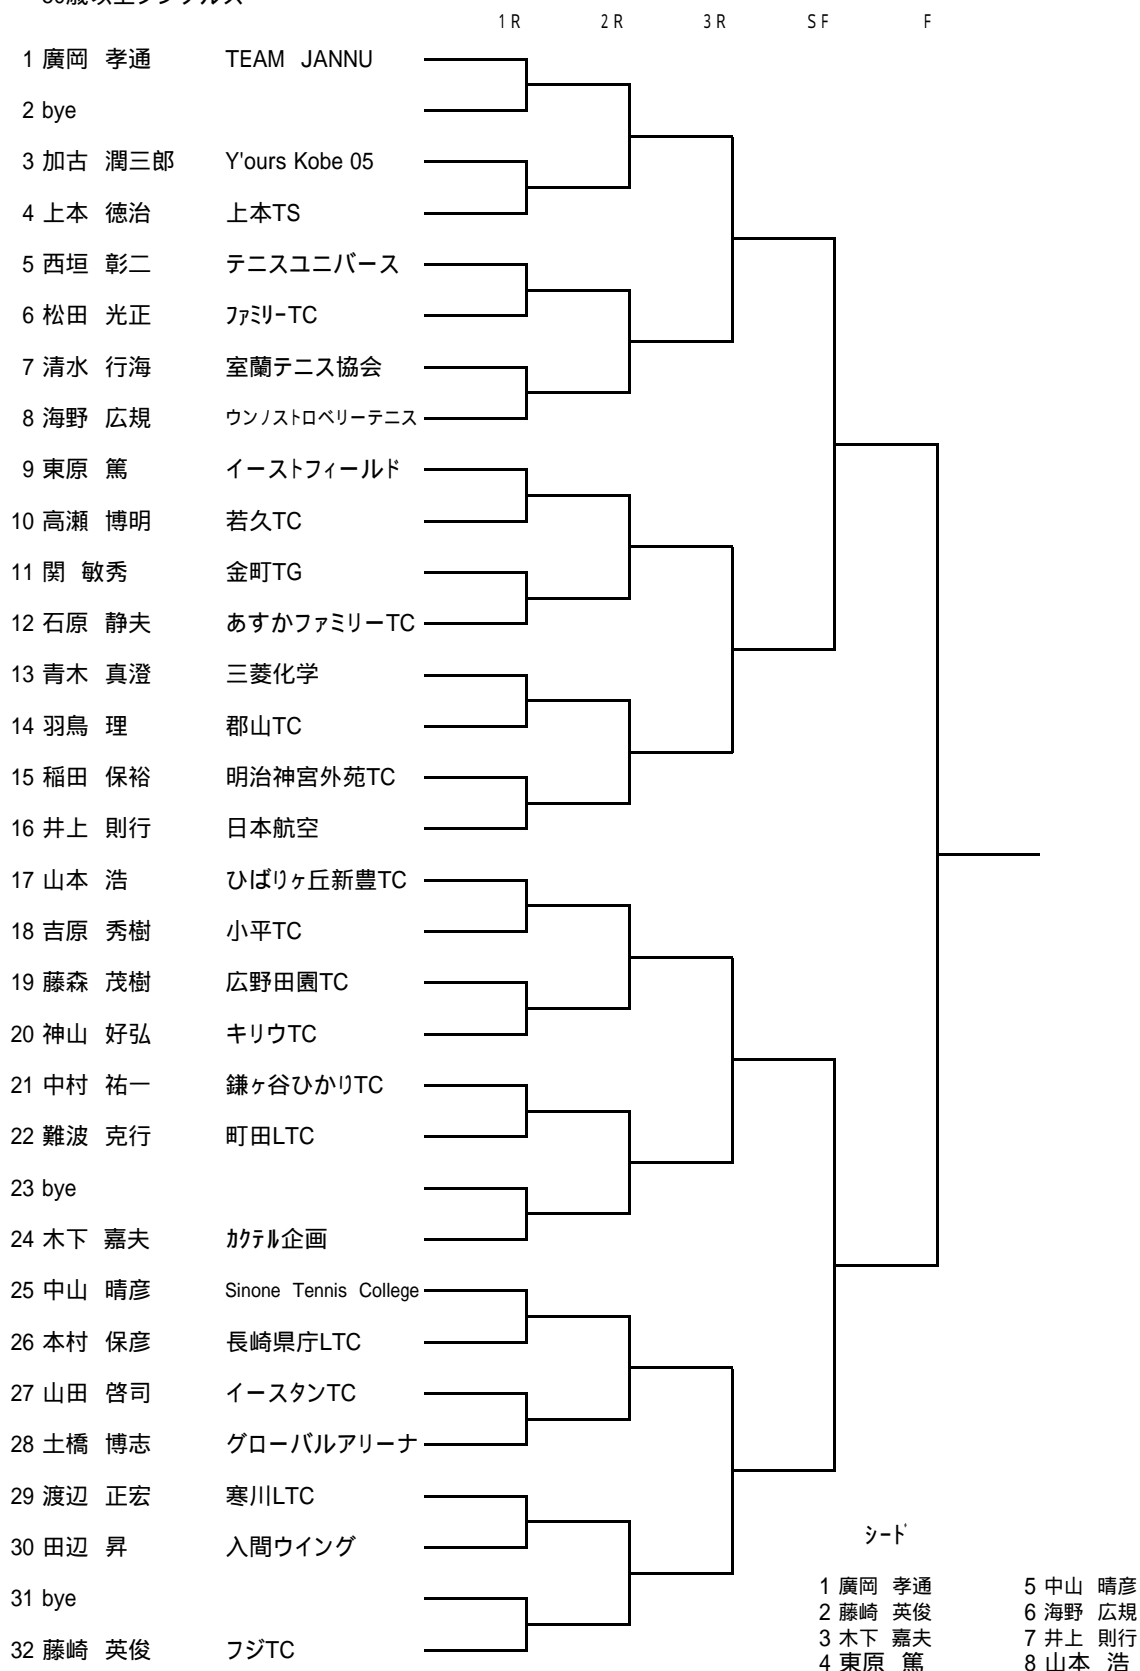 1R 2R 3R SF F
1 廣岡 孝通 TEAM JANNU
2 bye
3 加古 潤三郎 Y'ours Kobe 05
4 上本 徳治 上本TS
5 西垣 彰二 テニスユニバース
6 松田 光正 ﾌｧﾐﾘｰTC
7 清水 行海 室蘭テニス協会
8 海野 広規 ウンノストロベリーテニス
9 東原 篤 イーストフィールド
10 高瀬 博明 若久TC
11 関 敏秀 金町TG
12 石原 静夫 あすかファミリーTC
13 青木 真澄 三菱化学
14 羽鳥 理 郡山TC
15 稲田 保裕 明治神宮外苑TC
16 井上 則行 日本航空
17 山本 浩 ひばりヶ丘新豊TC
18 吉原 秀樹 小平TC
19 藤森 茂樹 広野田園TC
20 神山 好弘 キリウTC
21 中村 祐一 鎌ヶ谷ひかりTC
22 難波 克行 町田LTC
23 bye
24 木下 嘉夫 ｶｸﾃﾙ企画
25 中山 晴彦 Sinone Tennis College
26 本村 保彦 長崎県庁LTC
27 山田 啓司 イースタンTC
28 土橋 博志 グローバルアリーナ
29 渡辺 正宏 寒川LTC
30 田辺 昇 入間ウイング
31 bye
32 藤崎 英俊 フジTC
ｼｰﾄﾞ
1 廣岡 孝通 5 中山 晴彦
2 藤崎 英俊 6 海野 広規
3 木下 嘉夫 7 井上 則行
4 東原 篤 8 山本 浩